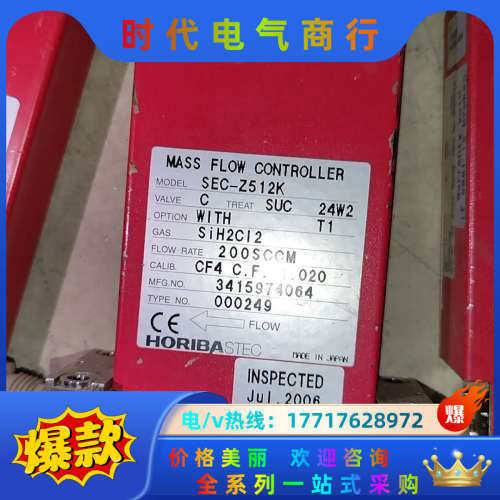 时代电气商行
MASS FLOW CONTROLLER
MODEL SEC-Z512K
VALVE C TREAT SUC 24W2
OPTION WITH T1
GAS SiH2Cl2
FLOW RATE 200SCCM
CALIB. CF4 C.F. .020
MFG.NO. 3415974064
TYPE NO. 000249
CE FLOW
HORIBASTEC MADE IN JAPAN
INSPECTED
Jul.2006
爆款
电/v热线：17717628972
爆
价格美丽 欢迎咨询
全系列一站式采购